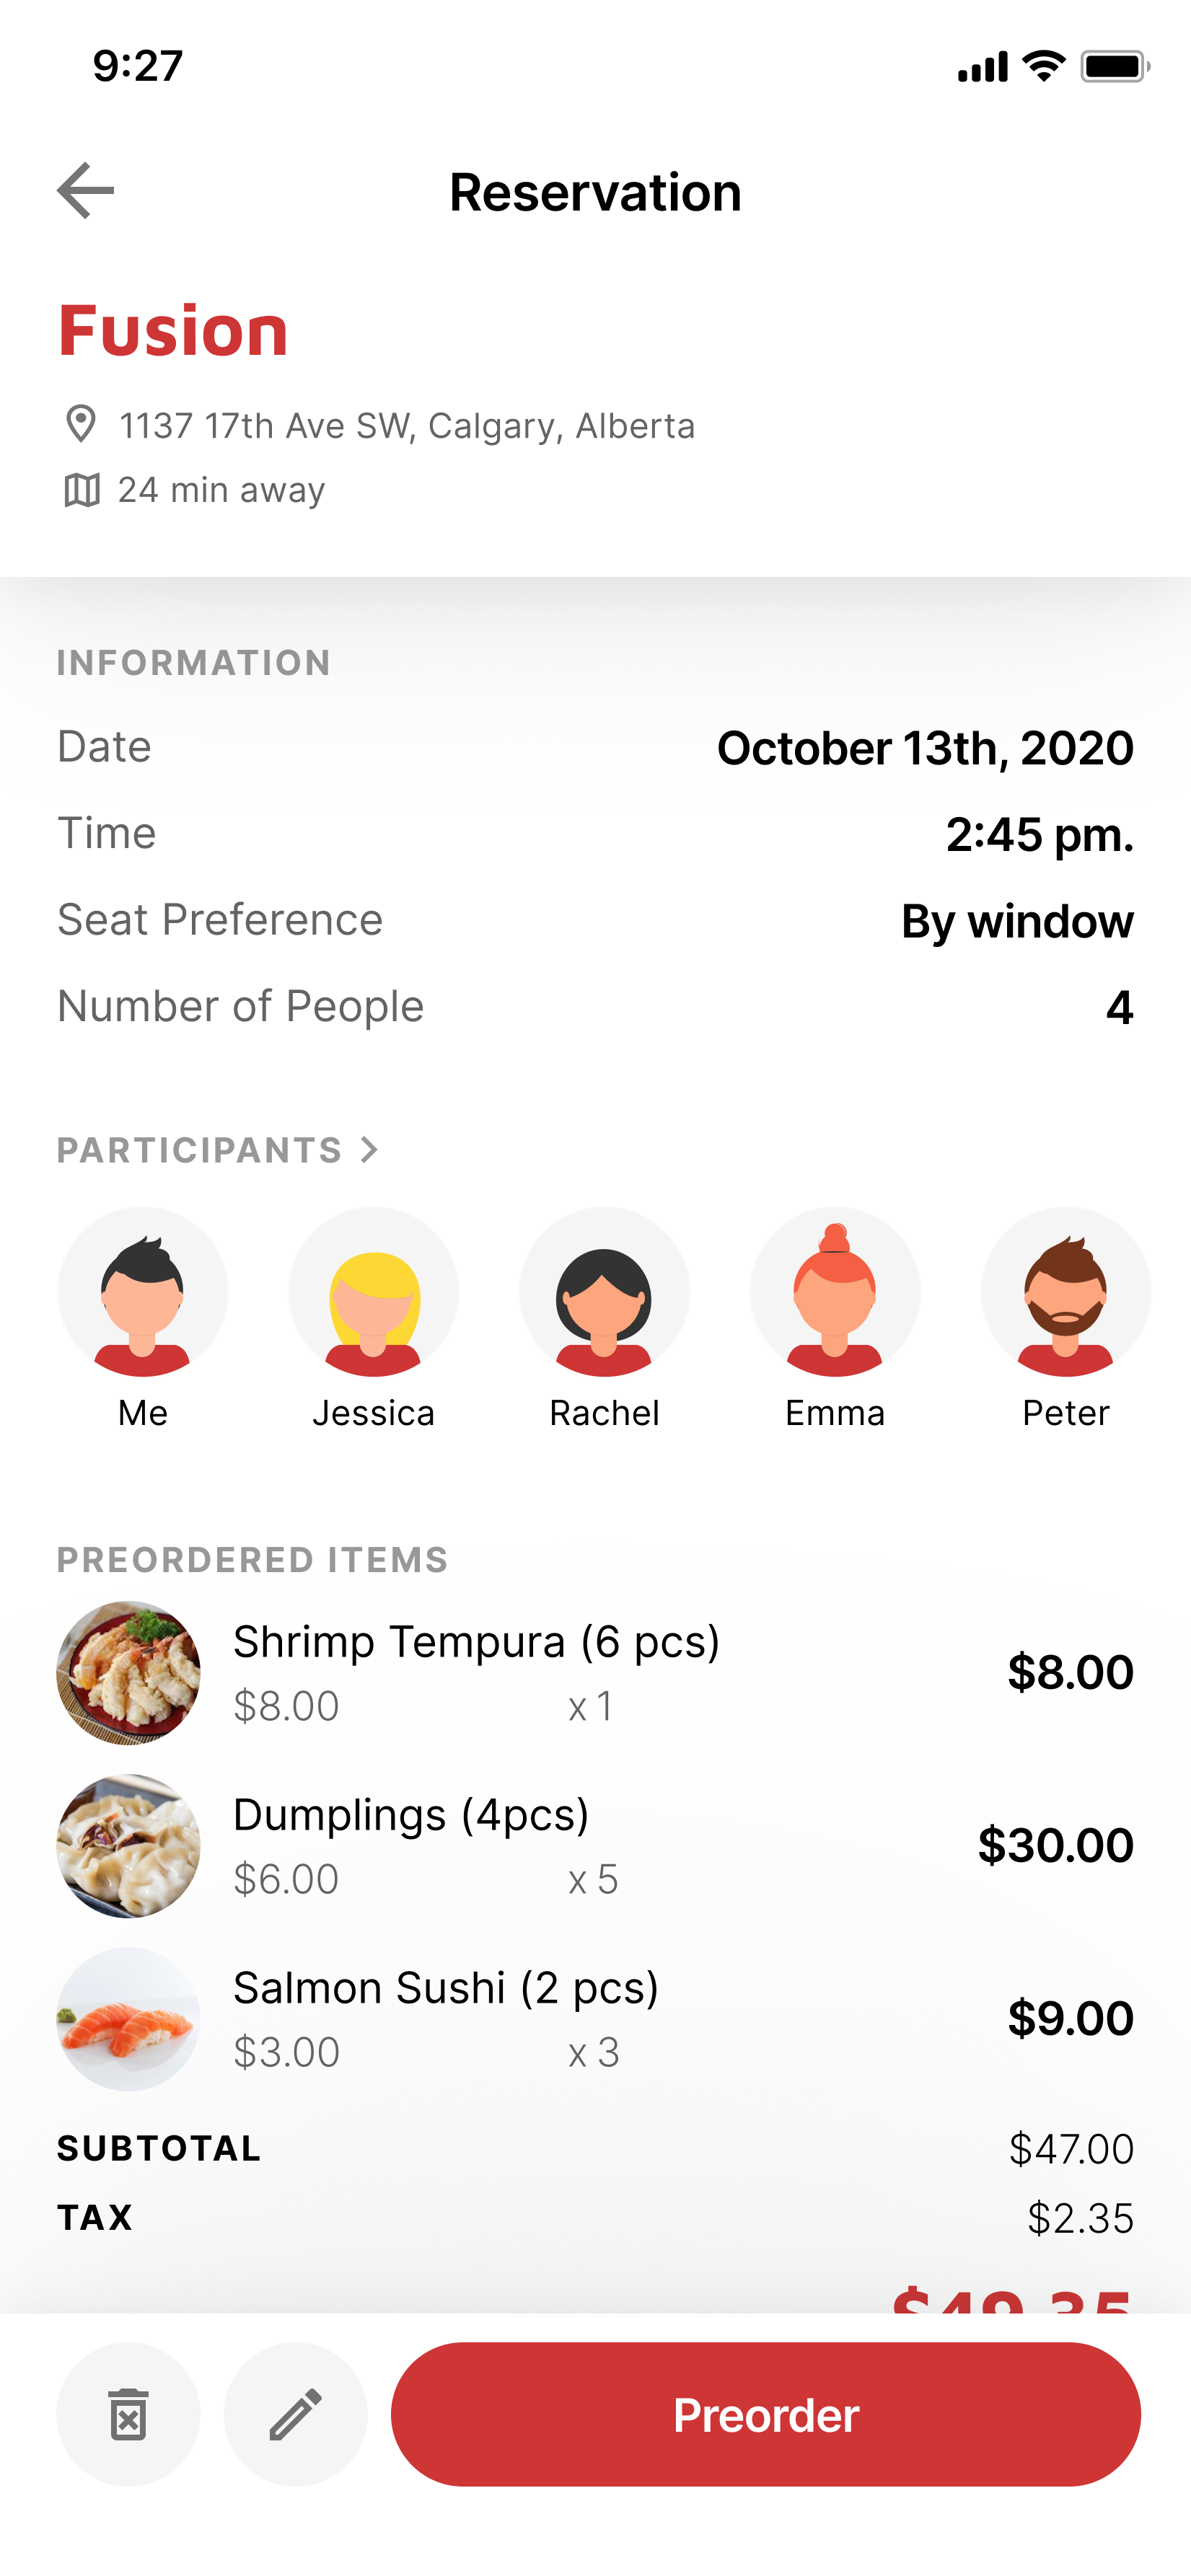 9:27
Reservation
Fusion
1137 17th Ave SW, Calgary, Alberta
24 min away
INFORMATION
Date October 13th, 2020
Time 2:45 pm.
Seat Preference By window
Number of People 4
PARTICIPANTS >
Me Jessica Rachel Emma Peter
PREORDERED ITEMS
Shrimp Tempura (6 pcs)
$8.00 x 1 $8.00
Dumplings (4pcs)
$6.00 x 5 $30.00
Salmon Sushi (2 pcs)
$3.00 x 3 $9.00
SUBTOTAL $47.00
TAX $2.35
$49.35
Preorder